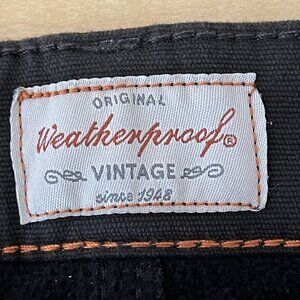 ORIGINAL
Weatherproof®
VINTAGE
since 1948